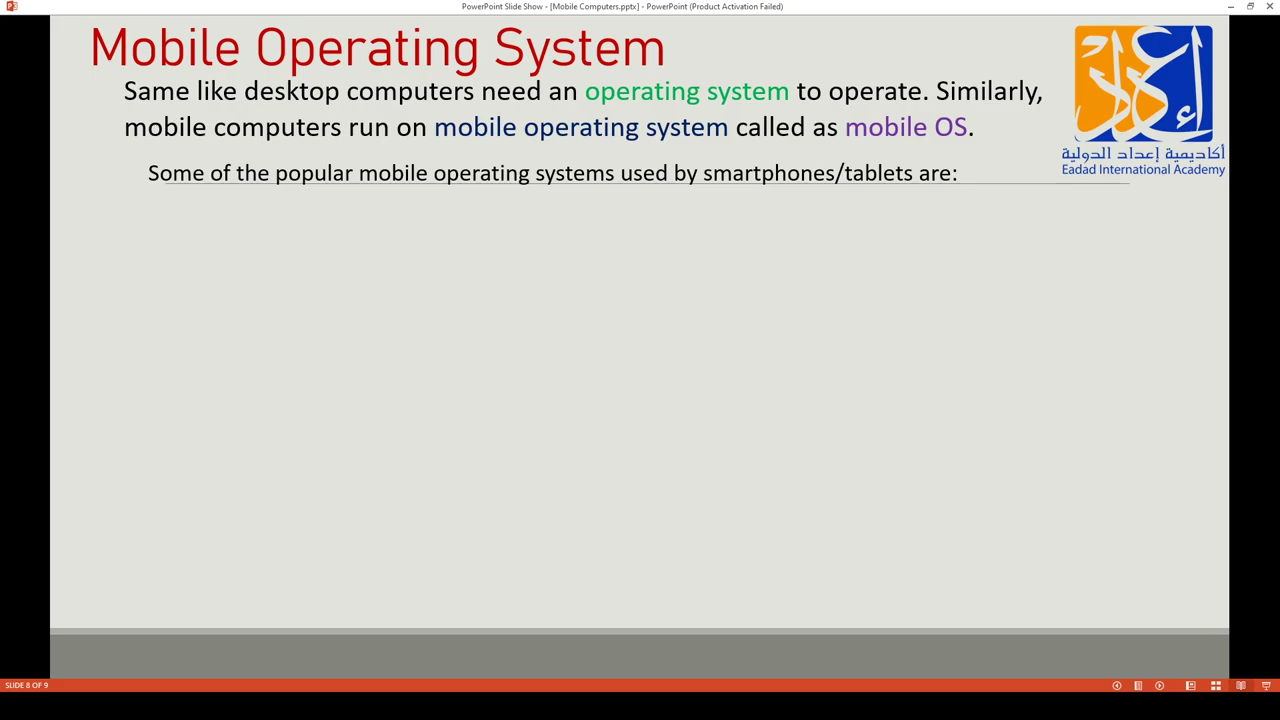 PowerPoint Slide Show - [Mobile Computers.pptx] - PowerPoint (Product Activation Failed)
Mobile Operating System
Same like desktop computers need an operating system to operate. Similarly,
mobile computers run on mobile operating system called as mobile OS.
Some of the popular mobile operating systems used by smartphones/tablets are:
إعداد
أكاديمية إعداد الدولية
Eadad International Academy
SLIDE 8 OF 9